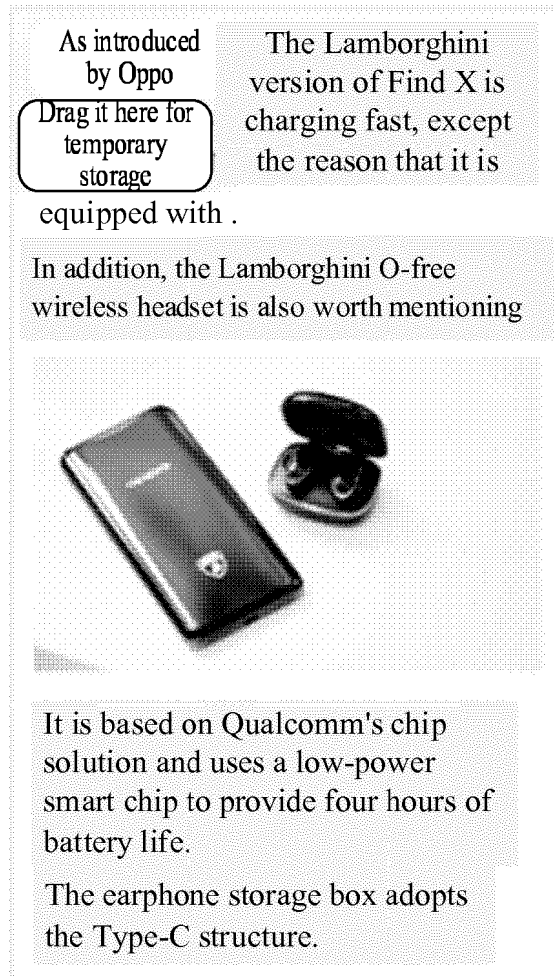 As introduced
by Oppo
Drag it here for
temporary
storage
The Lamborghini
version of Find X is
charging fast, except
the reason that it is
equipped with .
In addition, the Lamborghini O-free
wireless headset is also worth mentioning
It is based on Qualcomm's chip
solution and uses a low-power
smart chip to provide four hours of
battery life.
The earphone storage box adopts
the Type-C structure.